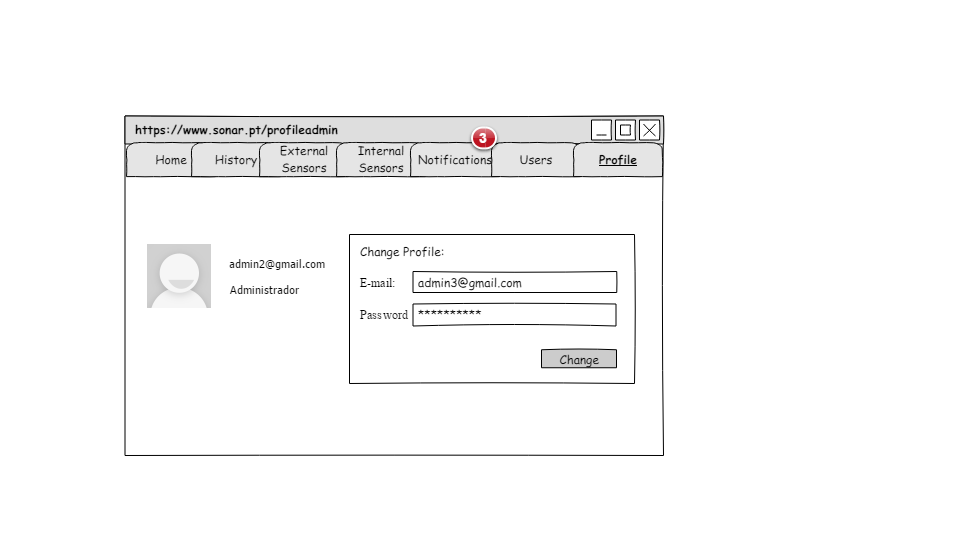 https://www.sonar.pt/profileadmin
3
Home History External Sensors Internal Sensors Notifications Users Profile
admin2@gmail.com
Administrador
Change Profile:
E-mail: admin3@gmail.com
Password **********
Change